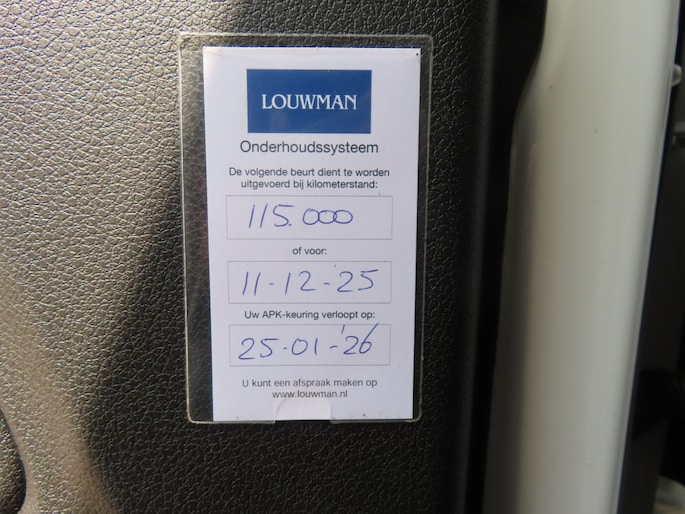 LOUWMAN
Onderhoudssysteem
De volgende beurt dient te worden
uitgevoerd bij kilometerstand:
115.000
of voor:
11-12-'25
Uw APK-keuring verloopt op:
25-01-'26
U kunt een afspraak maken op
www.louwman.nl